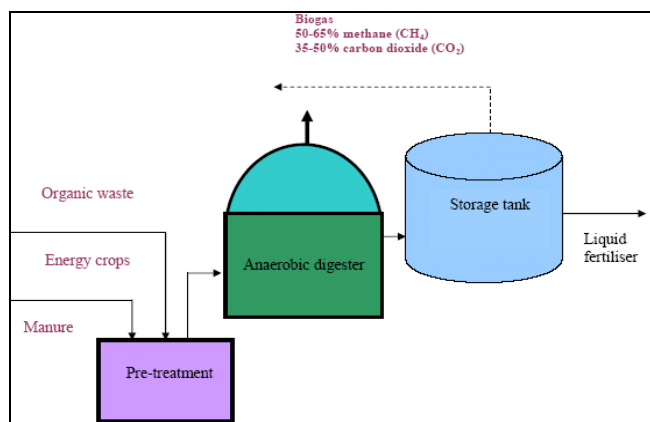 Biogas
50-65% methane (CH₄)
35-50% carbon dioxide (CO₂)
Organic waste
Storage tank
Energy crops
Anaerobic digester
Liquid
fertiliser
Manure
Pre-treatment